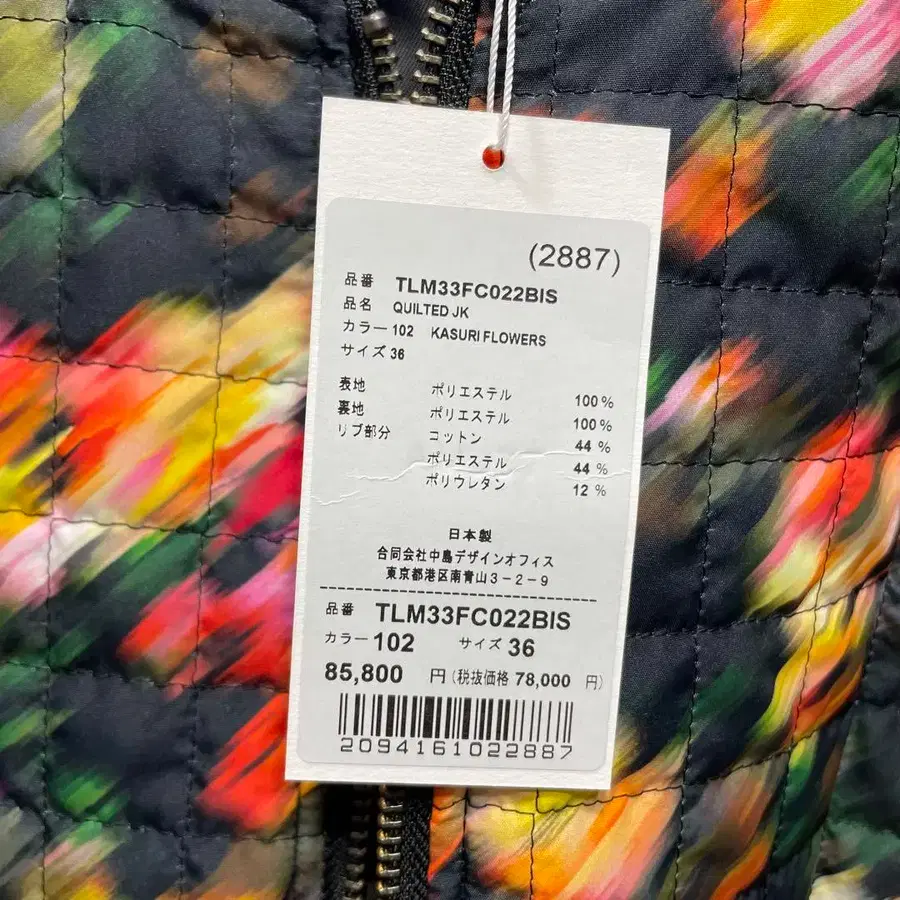 (2887)
品番 TLM33FC022BIS
品名 QUILTED JK
カラー 102 KASURI FLOWERS
サイズ 36
表地 ポリエステル 100 %
裏地 ポリエステル 100 %
リブ部分 コットン 44 %
ポリエステル 44 %
ポリウレタン 12 %
日本製
合同会社中島デザインオフィス
東京都港区南青山3-2-9
品番 TLM33FC022BIS
カラー 102 サイズ 36
85,800 円 (税抜価格 78,000 円)
2094161022887